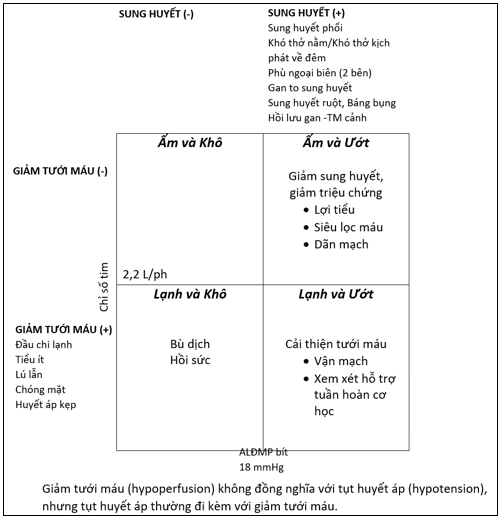 SUNG HUYẾT (-)
SUNG HUYẾT (+)
Sung huyết phổi
Khó thở nằm/Khó thở kịch
phát về đêm
Phù ngoại biên (2 bên)
Gan to sung huyết
Sung huyết ruột, Báng bụng
Hồi lưu gan -TM cảnh
Ấm và Khô
Ấm và Ướt
GIẢM TƯỚI MÁU (-)
Giảm sung huyết,
giảm triệu chứng
• Lợi tiểu
• Siêu lọc máu
• Dãn mạch
Chỉ số tim
2,2 L/ph
Lạnh và Khô
Lạnh và Ướt
GIẢM TƯỚI MÁU (+)
Đầu chi lạnh
Tiểu ít
Lú lẫn
Chóng mặt
Huyết áp kẹp
Bù dịch
Hồi sức
Cải thiện tưới máu
• Vận mạch
• Xem xét hỗ trợ
tuần hoàn cơ
học
ALĐMP bít
18 mmHg
Giảm tưới máu (hypoperfusion) không đồng nghĩa với tụt huyết áp (hypotension),
nhưng tụt huyết áp thường đi kèm với giảm tưới máu.